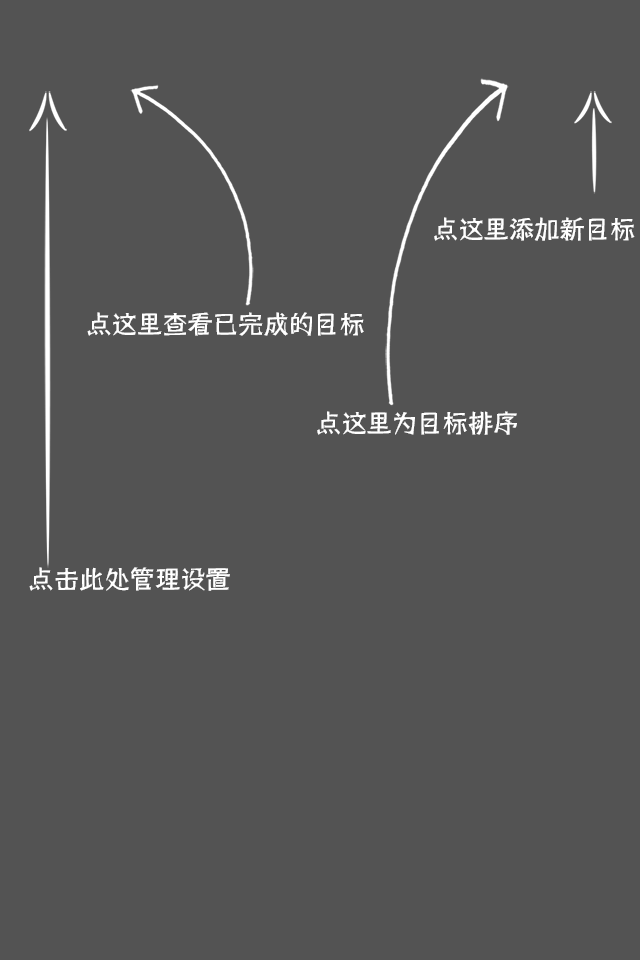 点这里添加新目标
点这里查看已完成的目标
点这里为目标排序
点击此处管理设置